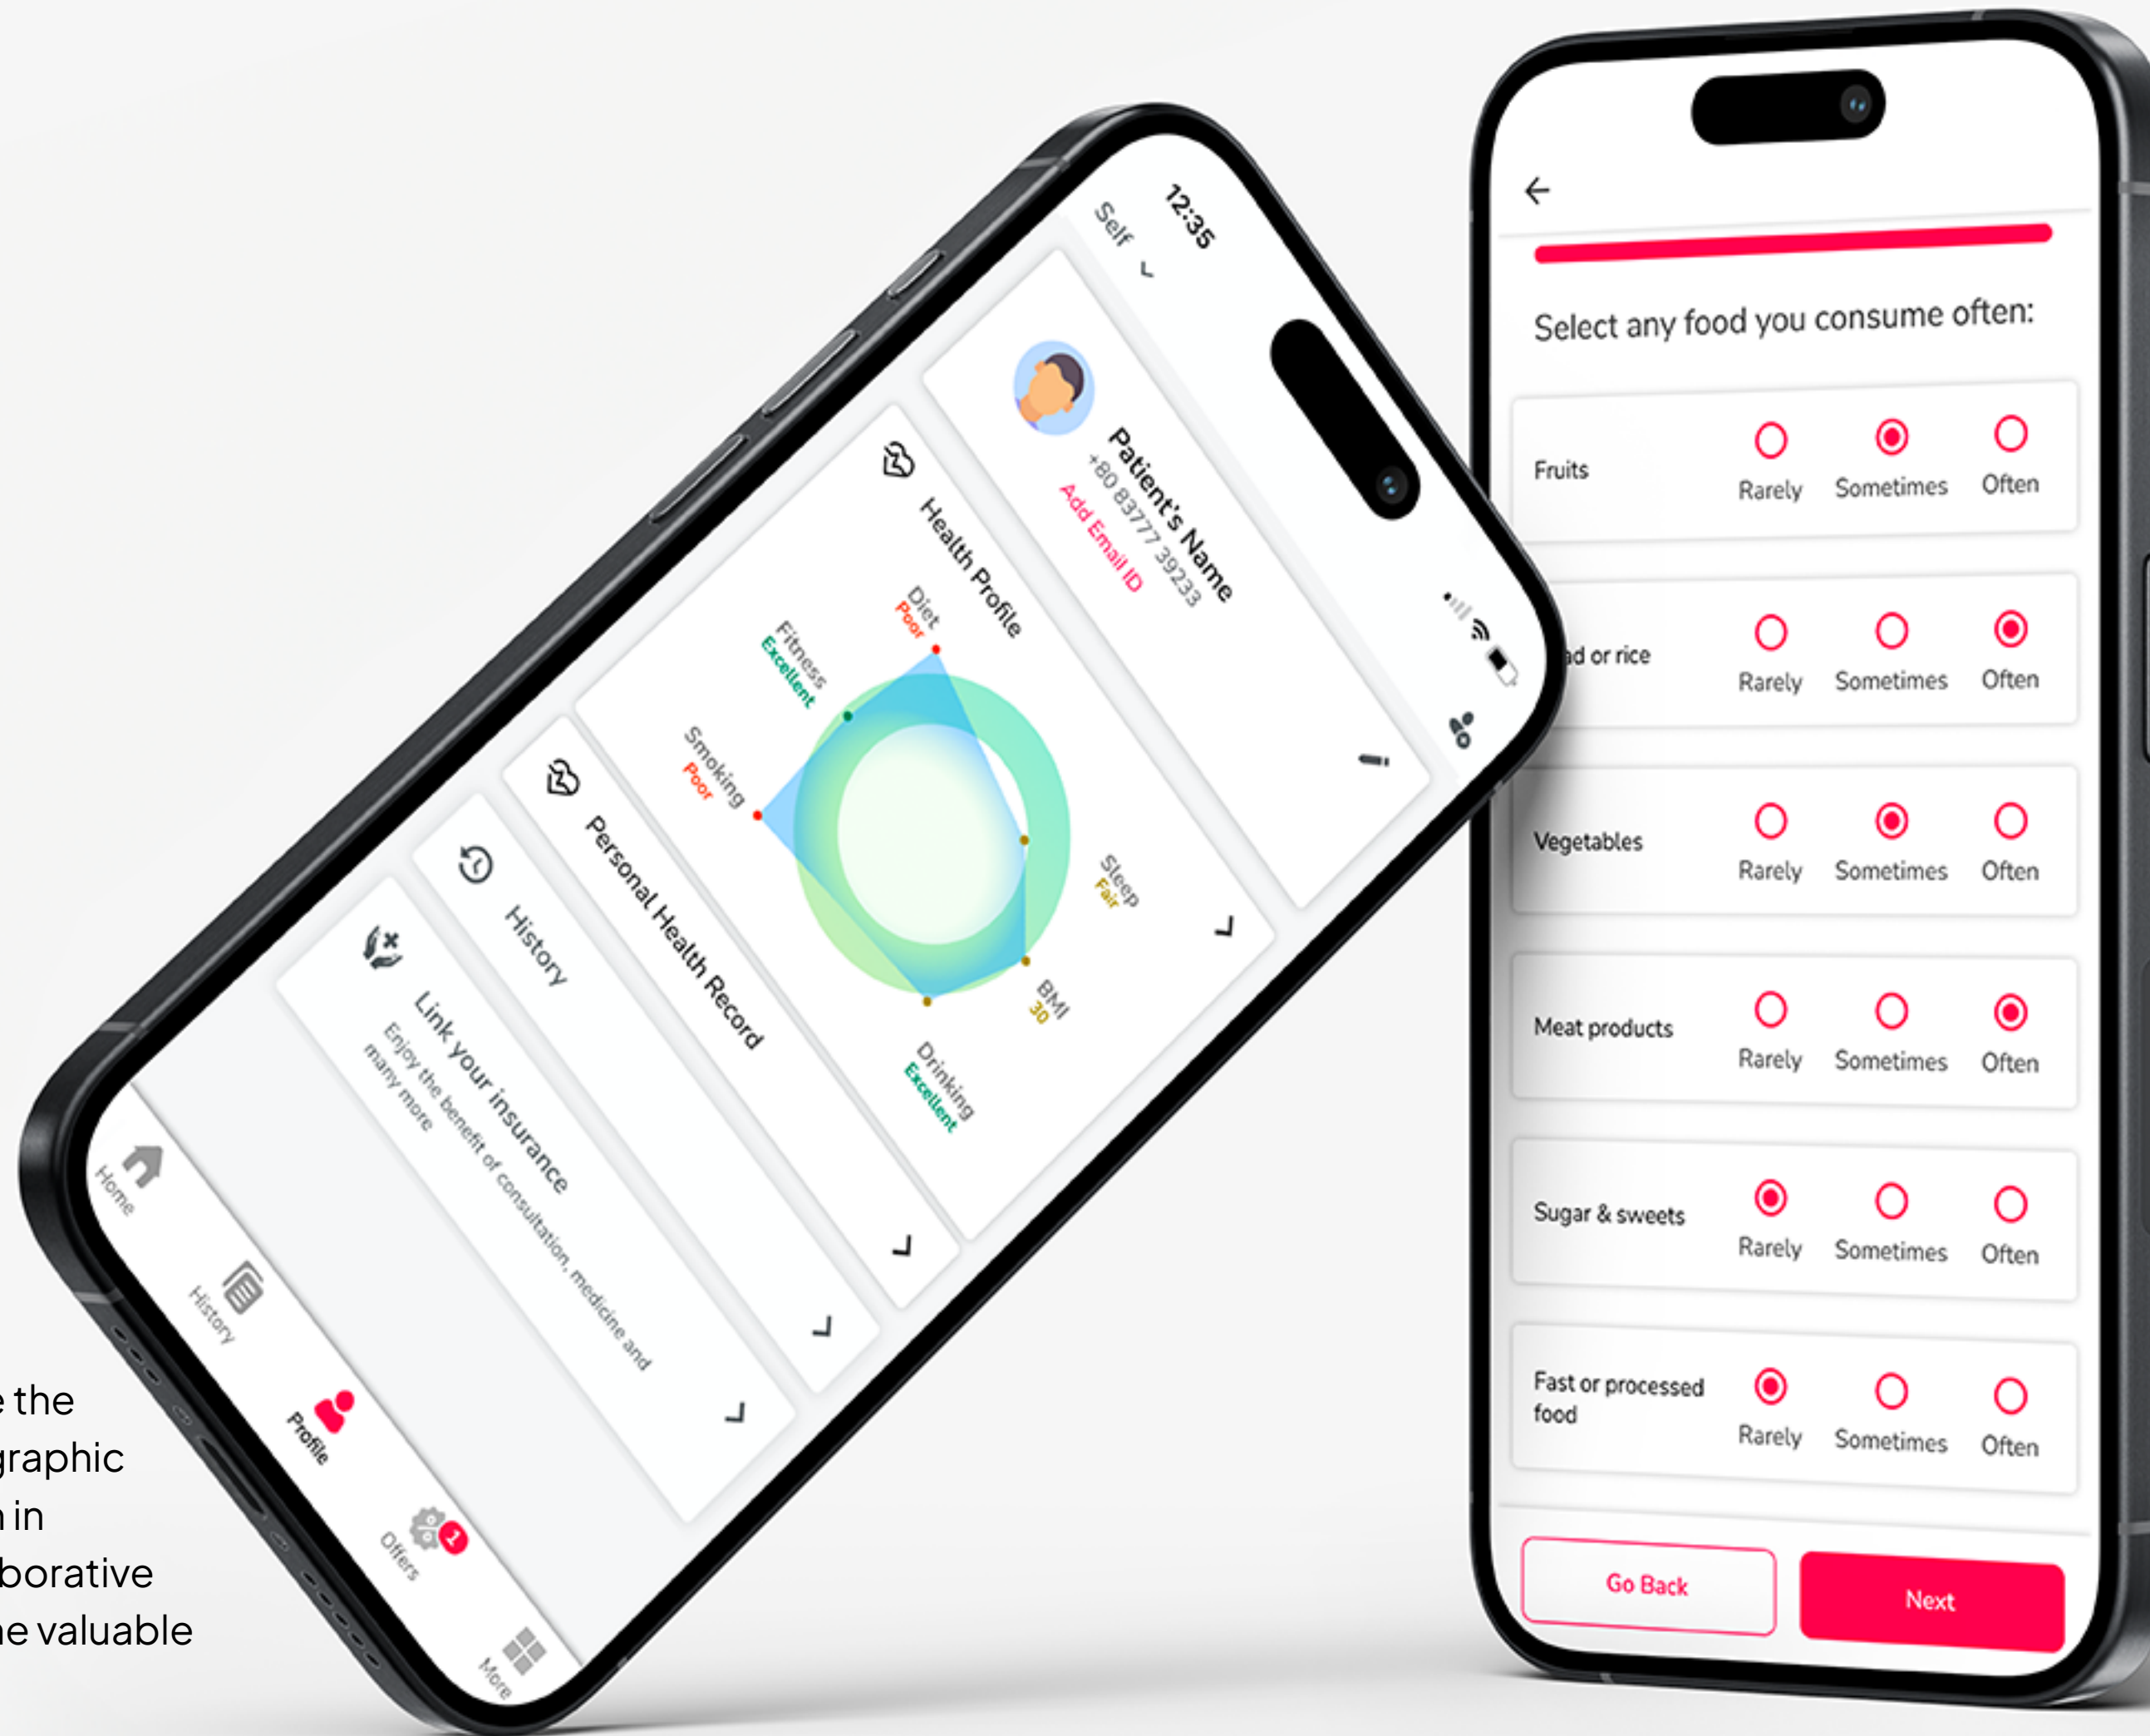 12:35
Self
Patient's Name
+80 83777 39233
Add Email ID
Health Profile
Diet
Poor
Fitness
Excellent
Smoking
Poor
Sleep
Fair
BMI
30
Drinking
Excellent
Personal Health Record
History
Link your insurance
Enjoy the benefit of consultation, medicine and
many more
Home
History
Profile
Offers
1
More
Select any food you consume often:
Fruits
Rarely Sometimes Often
ad or rice
Rarely Sometimes Often
Vegetables
Rarely Sometimes Often
Meat products
Rarely Sometimes Often
Sugar & sweets
Rarely Sometimes Often
Fast or processed
food
Rarely Sometimes Often
Go Back Next
e the
graphic
in
borative
ne valuable